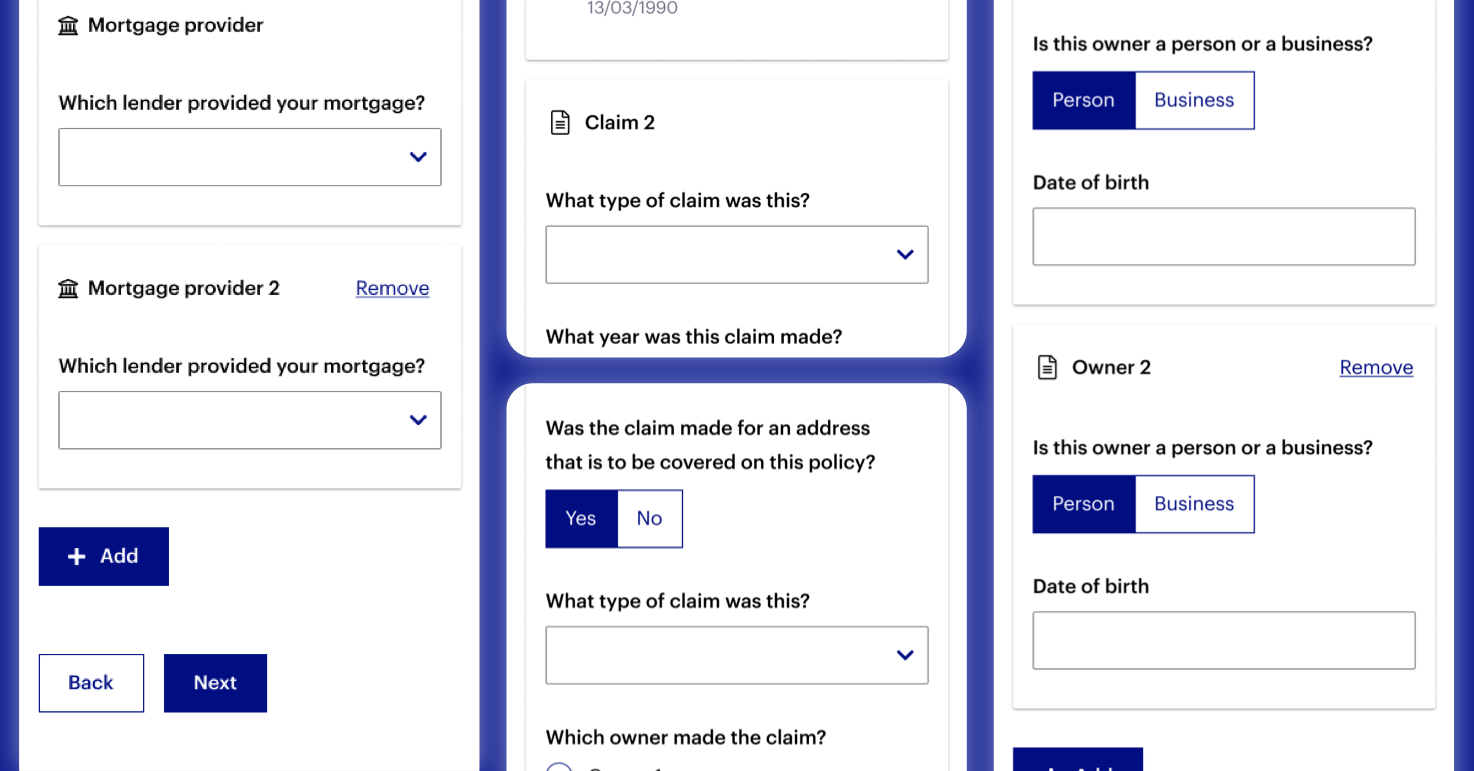 Mortgage provider
Which lender provided your mortgage?
Mortgage provider 2
Remove
Which lender provided your mortgage?
Add
Back
Next
13/03/1990
Claim 2
What type of claim was this?
What year was this claim made?
Was the claim made for an address
that is to be covered on this policy?
Yes
No
What type of claim was this?
Which owner made the claim?
Is this owner a person or a business?
Person
Business
Date of birth
Owner 2
Remove
Is this owner a person or a business?
Person
Business
Date of birth